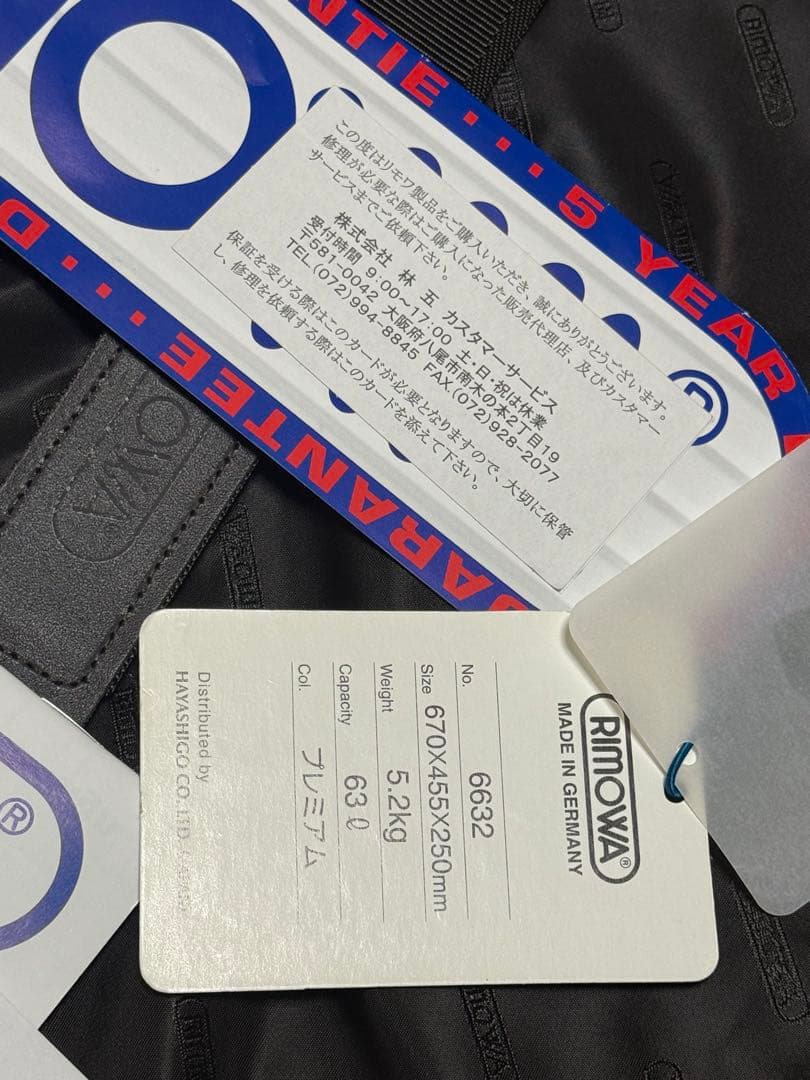 NTIE
5 YEAR
GUARANTEE
D
この度はリモワ製品をご購入いただき、誠にありがとうございます。
修理が必要な際はご購入になった販売代理店、及びカスタマー
サービスまでご依頼下さい。
株式会社 林 五 カスタマーサービス
受付時間 9:00~17:00 土・日・祝は休業
〒581-0042 大阪府八尾市南木の本2丁目19
TEL(072)994-8845 FAX(072)928-2077
保証を受ける際はこのカードが必要となりますので、大切に保管
し、修理を依頼する際はこのカードを添えて下さい。
®
RIMOWA®
MADE IN GERMANY
No. 6632
Size 670X455X250mm
Weight 5.2kg
Capacity 63ℓ
Col. プレミアム
Distributed by
HAYASHIGO CO., LTD.
®
RIMOWA